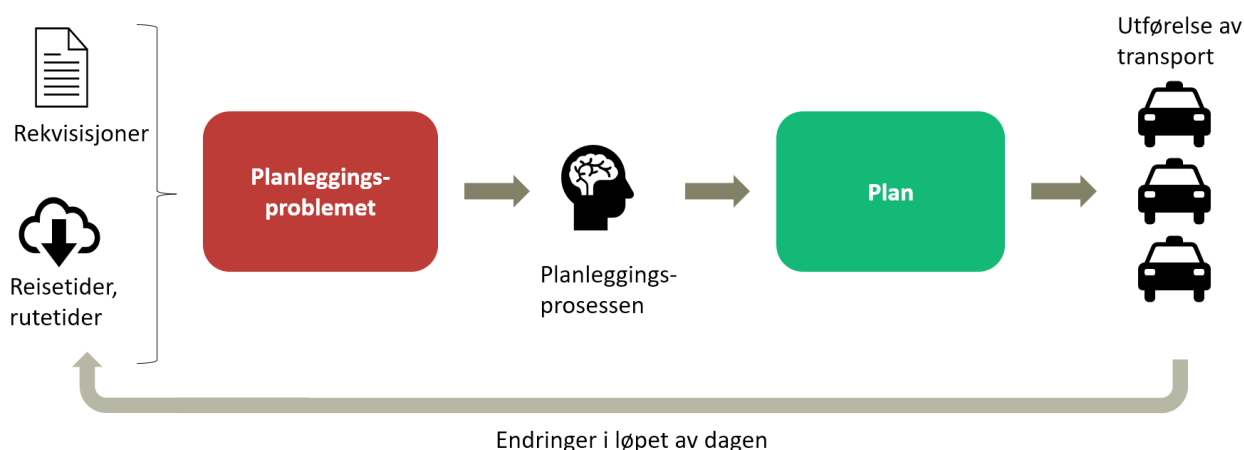 Rekvisisjoner
Reisetider,
rutetider
Planleggings-
problemet
Planleggings-
prosessen
Plan
Utførelse av
transport
Endringer i løpet av dagen